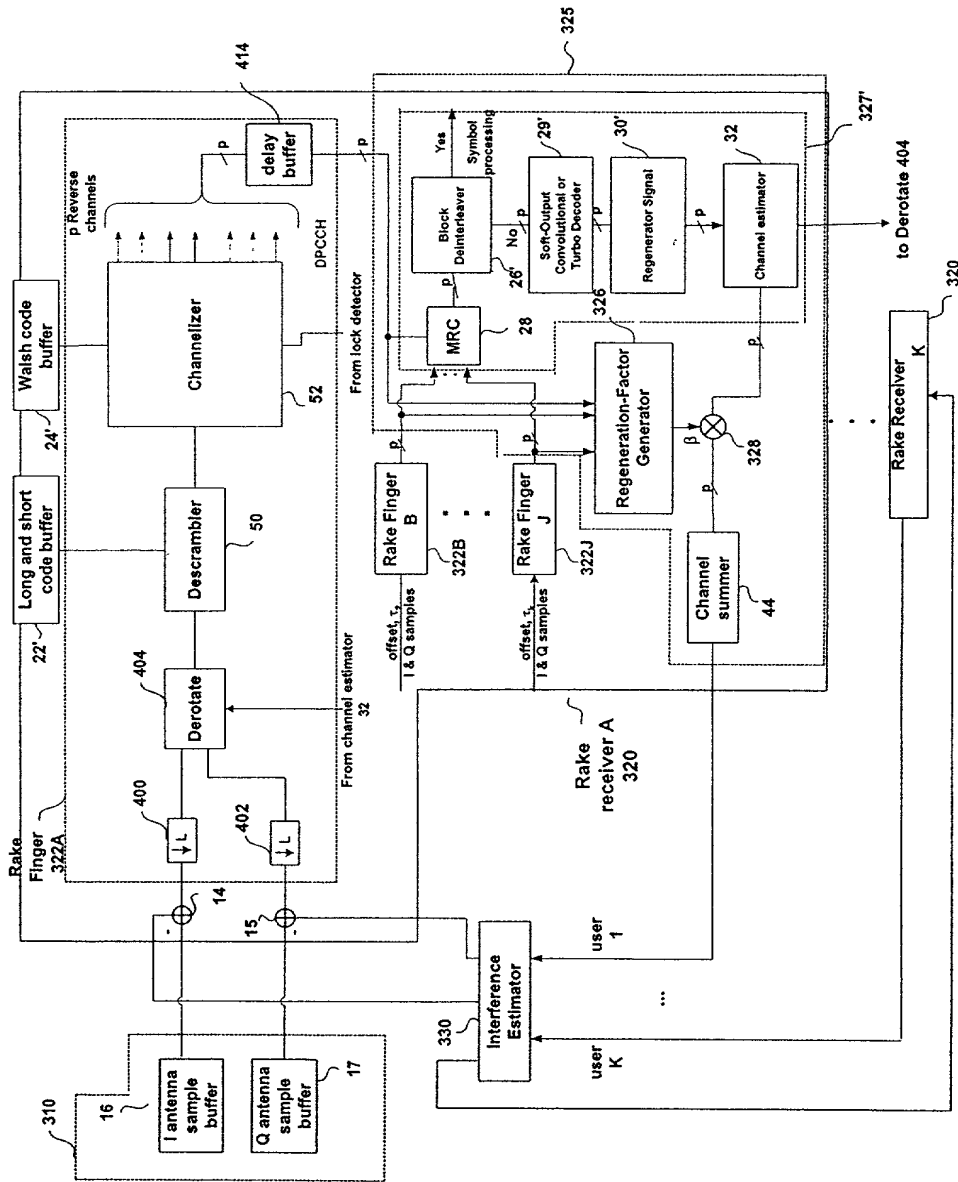 310
16
I antenna
sample
buffer
Q antenna
sample
buffer
17
Rake
Finger
322A
400
↓ L
402
↓ L
14
15
-
-
404
Derotate
From channel estimator
32
Long and short
code buffer
22'
Descrambler
50
Walsh code
buffer
24'
Channelizer
52
From lock detector
p Reverse
channels
DPCCH
p
delay
buffer
414
p
325
Rake Finger
B
322B
offset, τ
I & Q samples
Rake Finger
J
322J
offset, τ
I & Q samples
p
p
MRC
28
p
Block
Deinterleaver
26'
Yes
Symbol
processing
No
p
Soft-Output
Convolutional or
Turbo Decoder
29'
p
Regenerator Signal
30'
p
Channel estimator
32
327'
to Derotate 404
326
Regeneration-Factor
Generator
β
328
p
p
Channel
summer
44
Rake
receiver A
320
Interference
Estimator
330
user
1
...
user
K
Rake Receiver
K
320